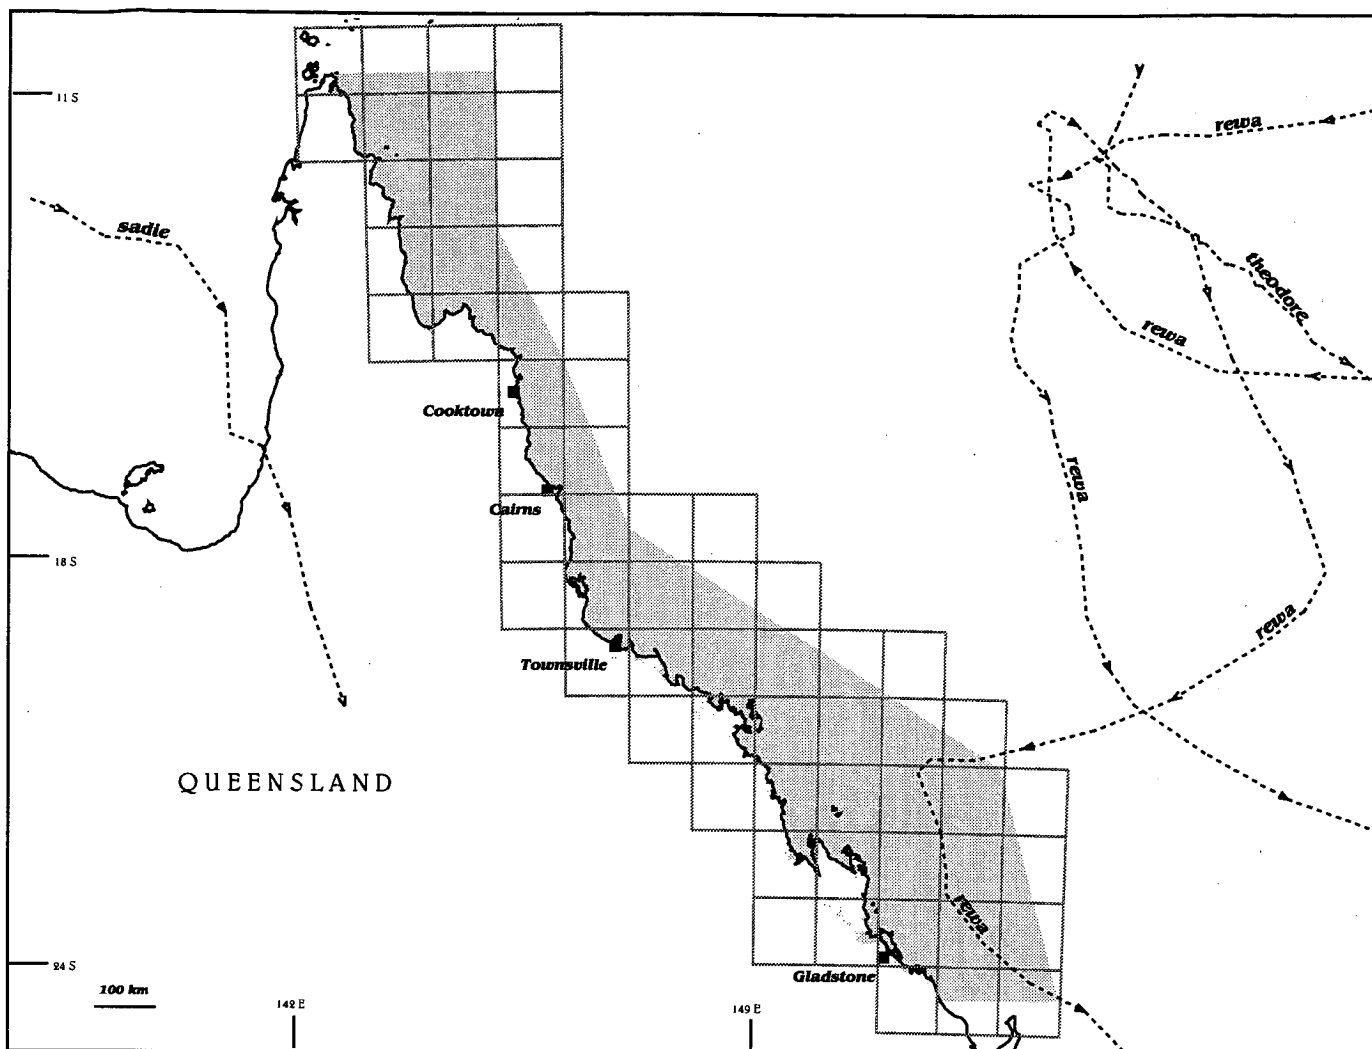 y
11 S
rewa
sadie
theodore
rewa
Cooktown
rewa
Cairns
18 S
rewa
Townsville
QUEENSLAND
rewa
24 S
Gladstone
100 km
142 E
149 E